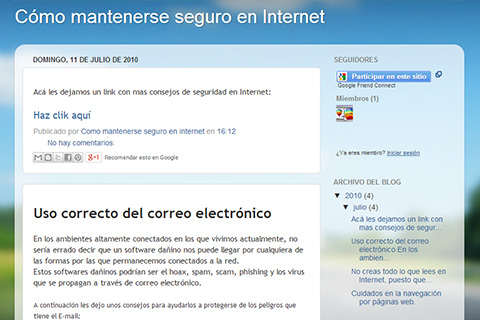 Cómo mantenerse seguro en Internet
DOMINGO, 11 DE JULIO DE 2010
Acá les dejamos un link con mas consejos de seguridad en Internet:
Haz clik aquí
Publicado por Como mantenerse seguro en internet en 16:12
No hay comentarios:
Recomendar esto en Google
Uso correcto del correo electrónico
En los ambientes altamente conectados en los que vivimos actualmente, no
sería errado decir que un software dañino nos puede llegar por cualquiera de
las formas por las que permanecemos conectados a la red.
Estos softwares dañinos podrían ser el hoax, spam, scam, phishing y los virus
que se propagan a través de correo electrónico.
A continuación les dejo unos consejos para ayudarlos a protegerse de los peligros que
tiene el E-mail:
SEGUIDORES
Participar en este sitio
Google Friend Connect
Miembros (1)
¿Ya eres miembro? Iniciar sesión
ARCHIVO DEL BLOG
▼ 2010 (4)
▼ julio (4)
Acá les dejamos un link con
mas consejos de segur...
Uso correcto del correo
electrónico En los
ambien...
No creas todo lo que lees en
Internet, puesto que...
Cuidados en la navegación
por páginas web.